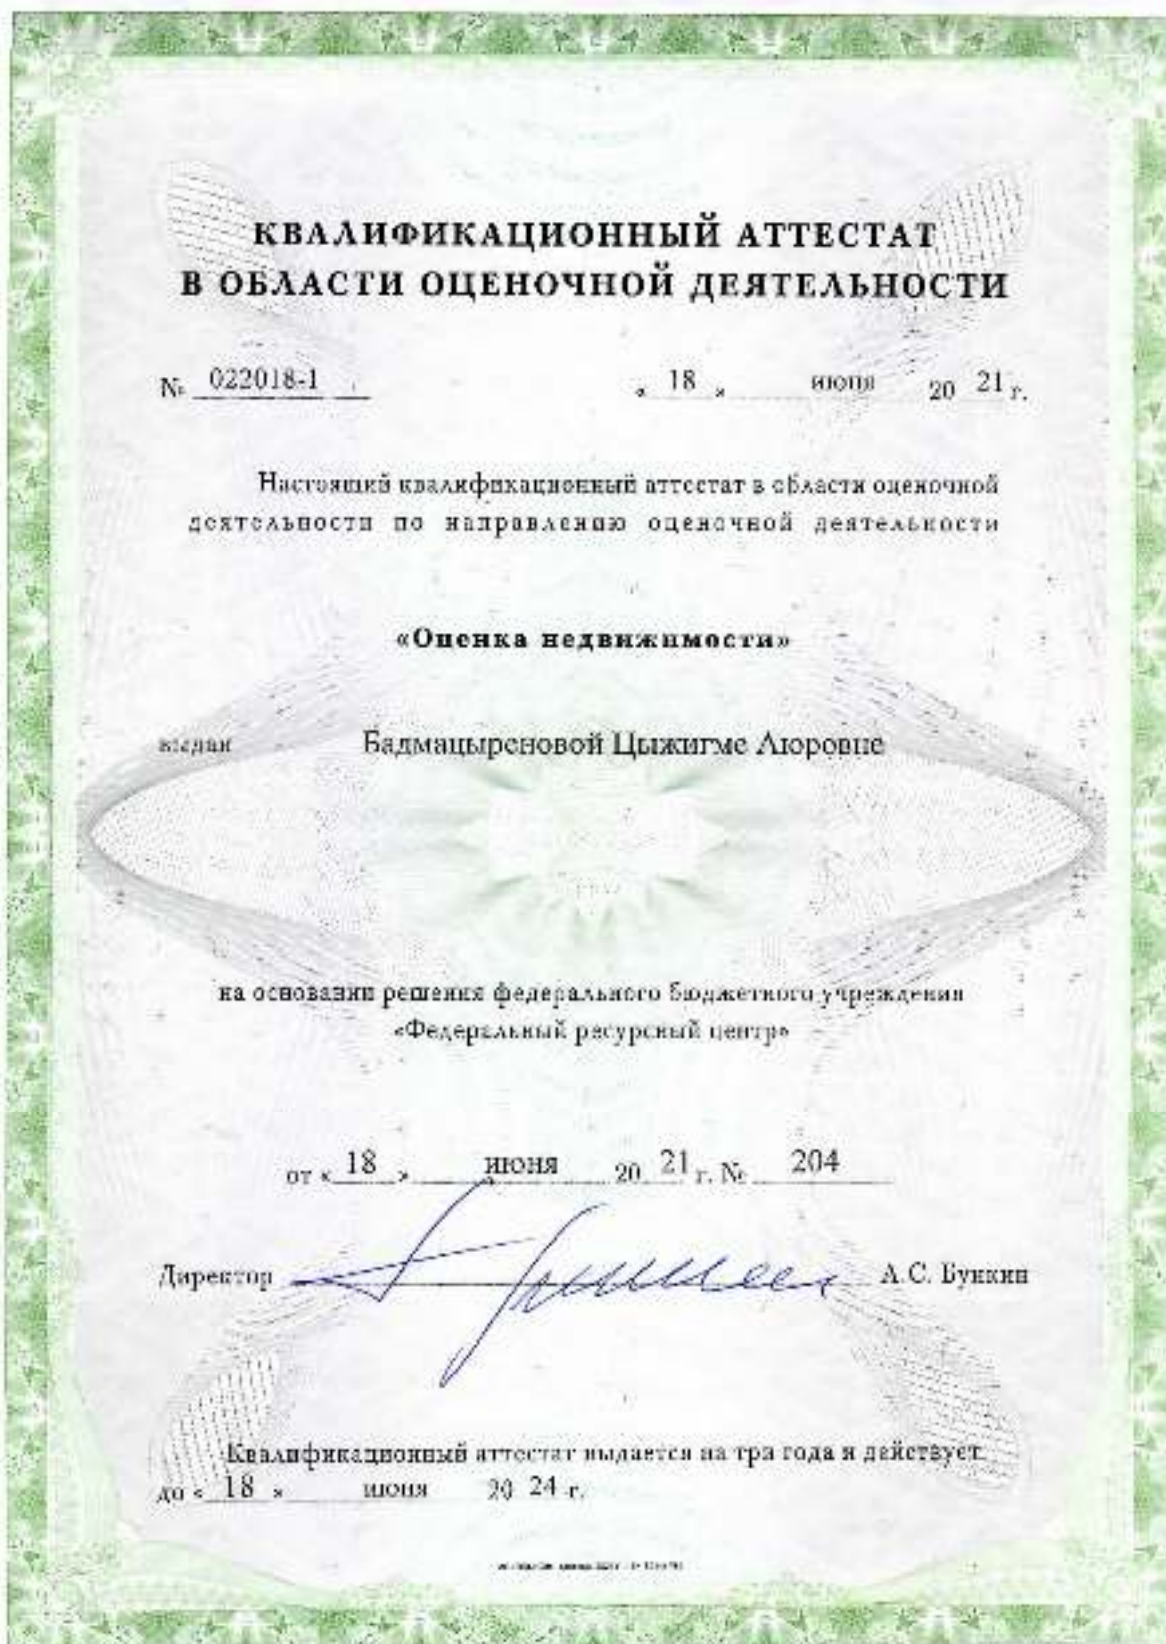 КВАЛИФИКАЦИОННЫЙ АТТЕСТАТ
В ОБЛАСТИ ОЦЕНОЧНОЙ ДЕЯТЕЛЬНОСТИ
№ 022018-1 « 18 » июня 20 21 г.
Настоящий квалификационный аттестат в области оценочной
деятельности по направлению оценочной деятельности
«Оценка недвижимости»
выдан Бадмацыреновой Цыжигме Аюровне
на основании решения федерального бюджетного учреждения
«Федеральный ресурсный центр»
от « 18 » июня 20 21 г. № 204
Директор А.С. Бункин
Квалификационный аттестат выдается на три года и действует
до « 18 » июня 20 24 г.